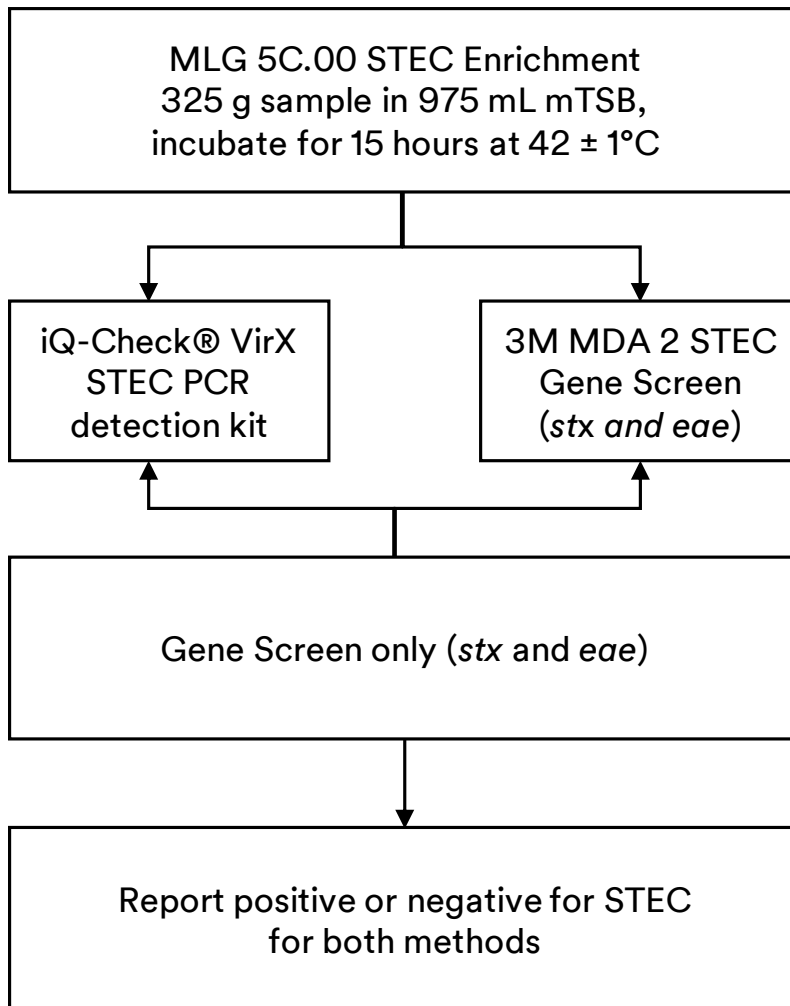 MLG 5C.00 STEC Enrichment
325 g sample in 975 mL mTSB,
incubate for 15 hours at 42 ± 1°C
iQ-Check® VirX
STEC PCR
detection kit
3M MDA 2 STEC
Gene Screen
(stx and eae)
Gene Screen only (stx and eae)
Report positive or negative for STEC
for both methods